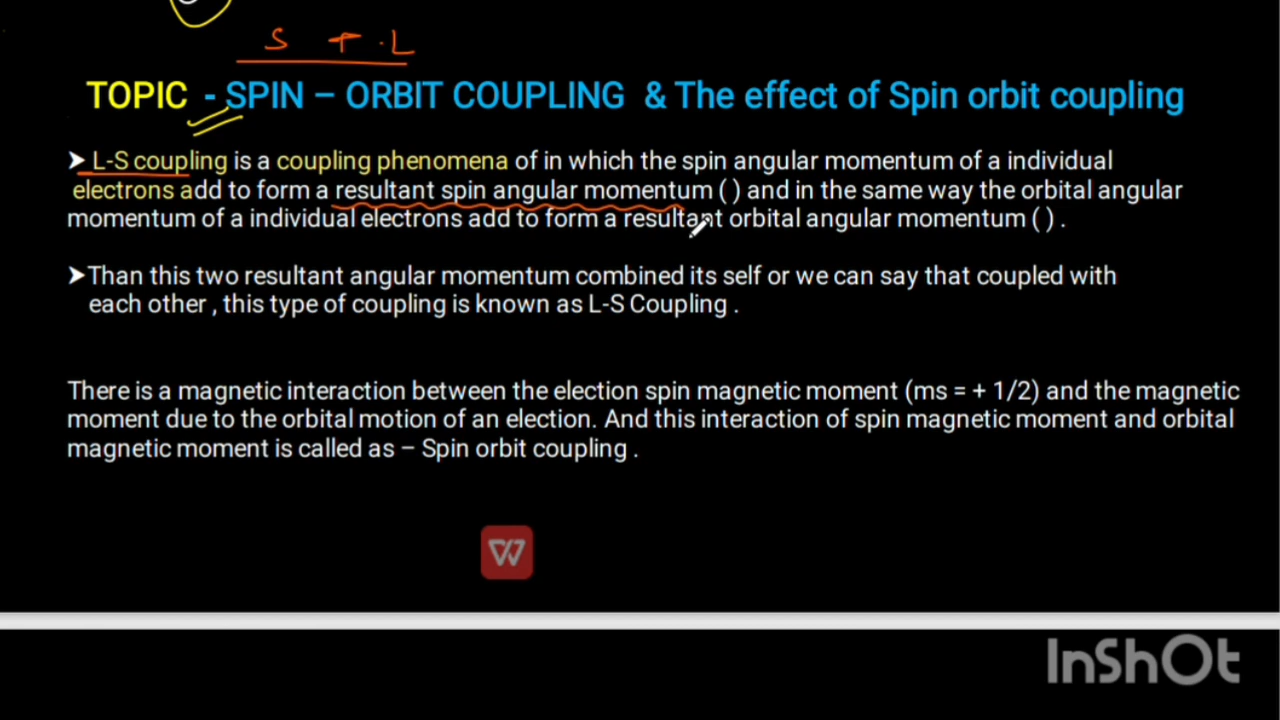 S + L
TOPIC - SPIN – ORBIT COUPLING & The effect of Spin orbit coupling
➤ L-S coupling is a coupling phenomena of in which the spin angular momentum of a individual
electrons add to form a resultant spin angular momentum ( ) and in the same way the orbital angular
momentum of a individual electrons add to form a resultant orbital angular momentum ( ) .
➤Than this two resultant angular momentum combined its self or we can say that coupled with
each other , this type of coupling is known as L-S Coupling .
There is a magnetic interaction between the election spin magnetic moment (ms = + 1/2) and the magnetic
moment due to the orbital motion of an election. And this interaction of spin magnetic moment and orbital
magnetic moment is called as – Spin orbit coupling .
W
InShOt